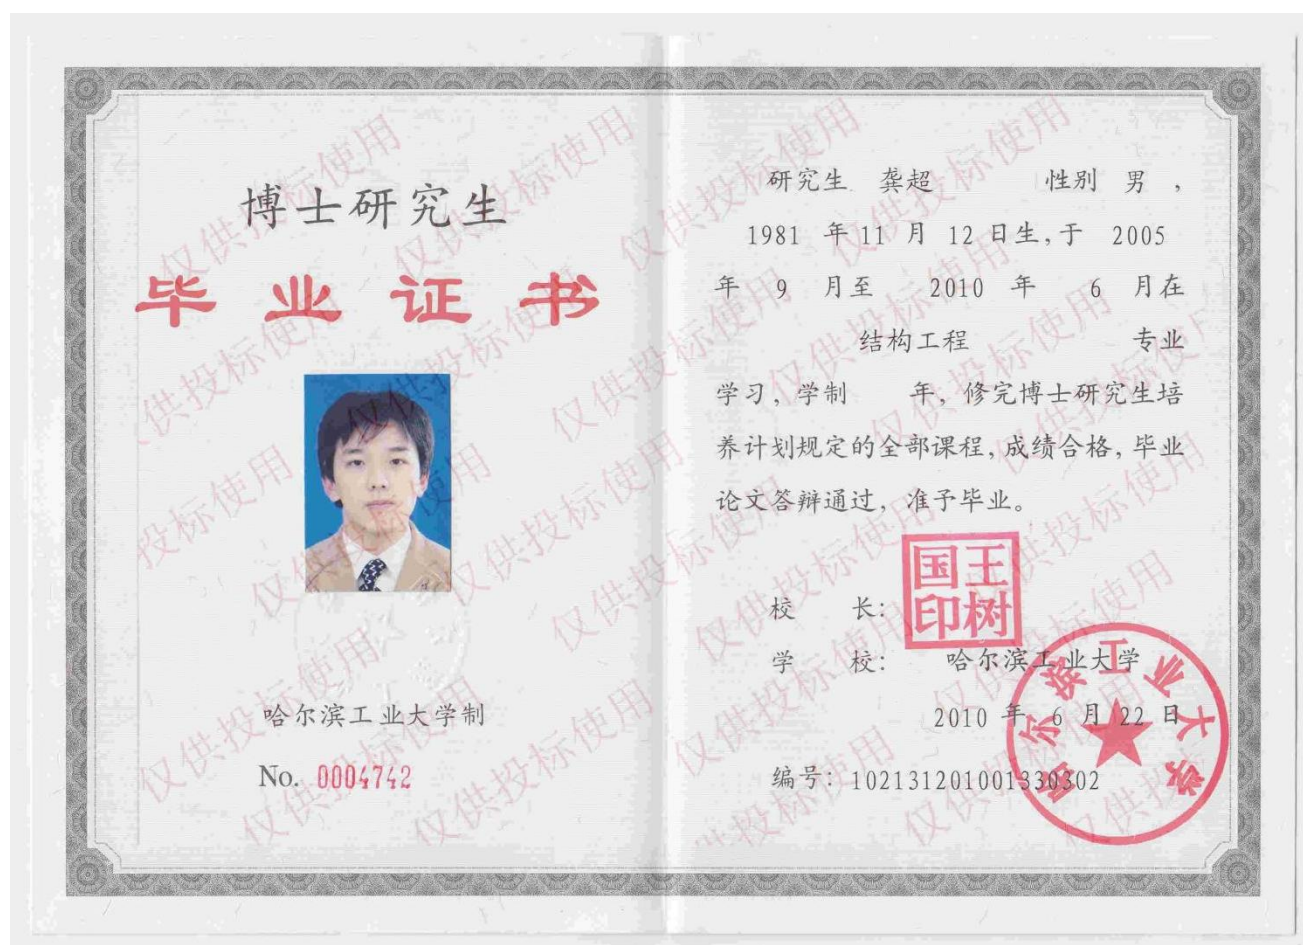 博士研究生
毕业证书
哈尔滨工业大学制
No. 0004742
研究生 龚超 性别 男 ,
1981 年 11 月 12 日生,于 2005
年 9 月至 2010 年 6 月在
结构工程 专业
学习,学制 年,修完博士研究生培
养计划规定的全部课程,成绩合格,毕业
论文答辩通过,准予毕业。
国王
印树
校 长:
学 校: 哈尔滨工业大学
2010 年 6 月 22 日
哈尔滨工业大学
编号:102131201001330302
仅供投标使用